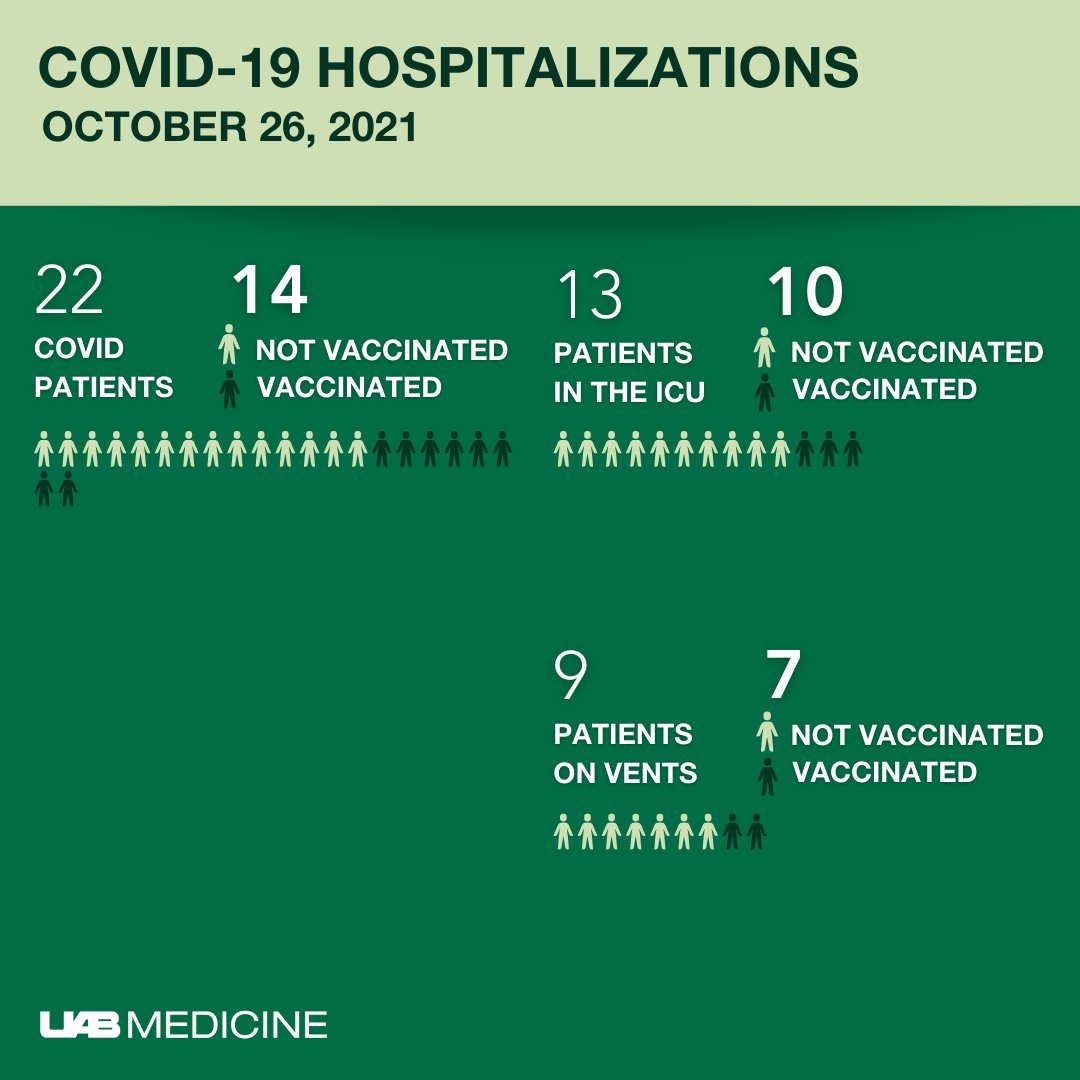 COVID-19 HOSPITALIZATIONS
OCTOBER 26, 2021
22
COVID
PATIENTS
14
NOT VACCINATED
VACCINATED
13
PATIENTS
IN THE ICU
10
NOT VACCINATED
VACCINATED
9
PATIENTS
ON VENTS
7
NOT VACCINATED
VACCINATED
UAB MEDICINE